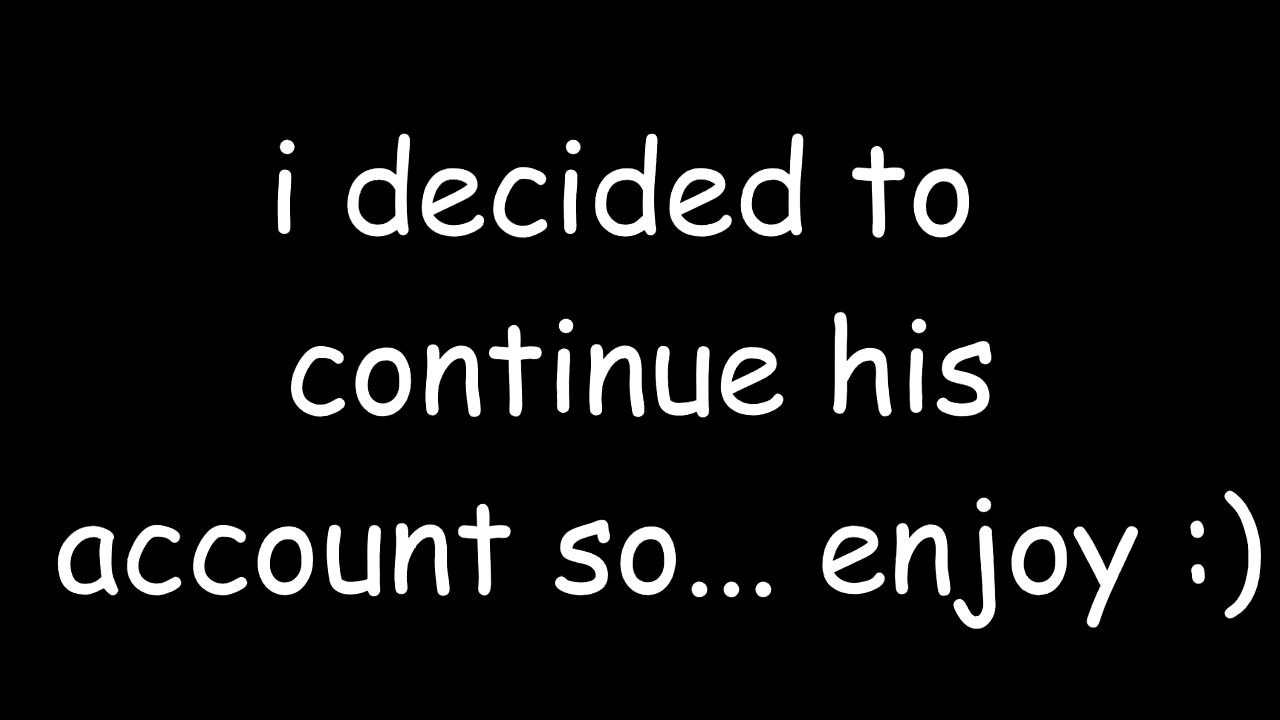 i decided to
continue his
account so... enjoy :)